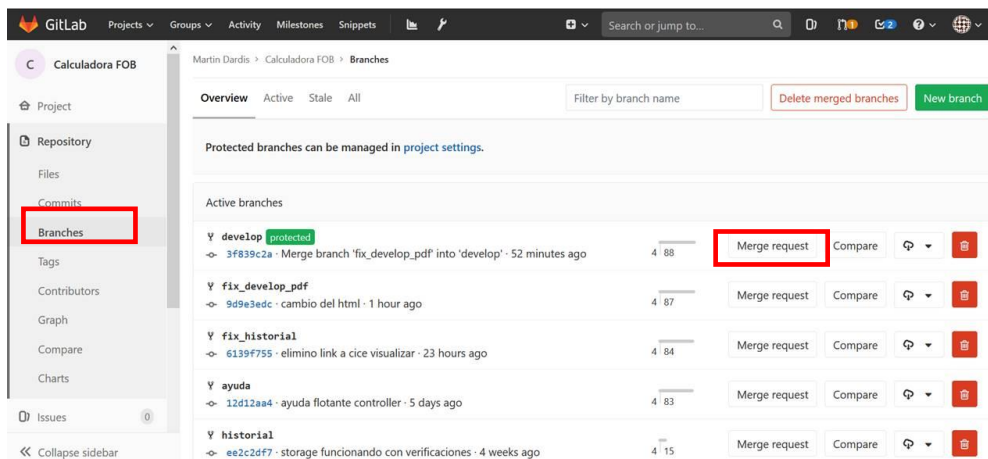 GitLab Projects Groups Activity Milestones Snippets Search or jump to... 1 2
C Calculadora FOB
Martin Dardis > Calculadora FOB > Branches
Project
Repository
Files
Commits
Branches
Tags
Contributors
Graph
Compare
Charts
Issues 0
Collapse sidebar
Overview Active Stale All Filter by branch name Delete merged branches New branch
Protected branches can be managed in project settings.
Active branches
develop protected
3f839c2a · Merge branch 'fix_develop_pdf' into 'develop' · 52 minutes ago
4 88 Merge request Compare
fix_develop_pdf
9d9e3edc · cambio del html · 1 hour ago
4 87 Merge request Compare
fix_historial
6139f755 · elimino link a cice visualizar · 23 hours ago
4 84 Merge request Compare
ayuda
12d12aa4 · ayuda flotante controller · 5 days ago
4 83 Merge request Compare
historial
ee2c2df7 · storage funcionando con verificaciones · 4 weeks ago
4 15 Merge request Compare